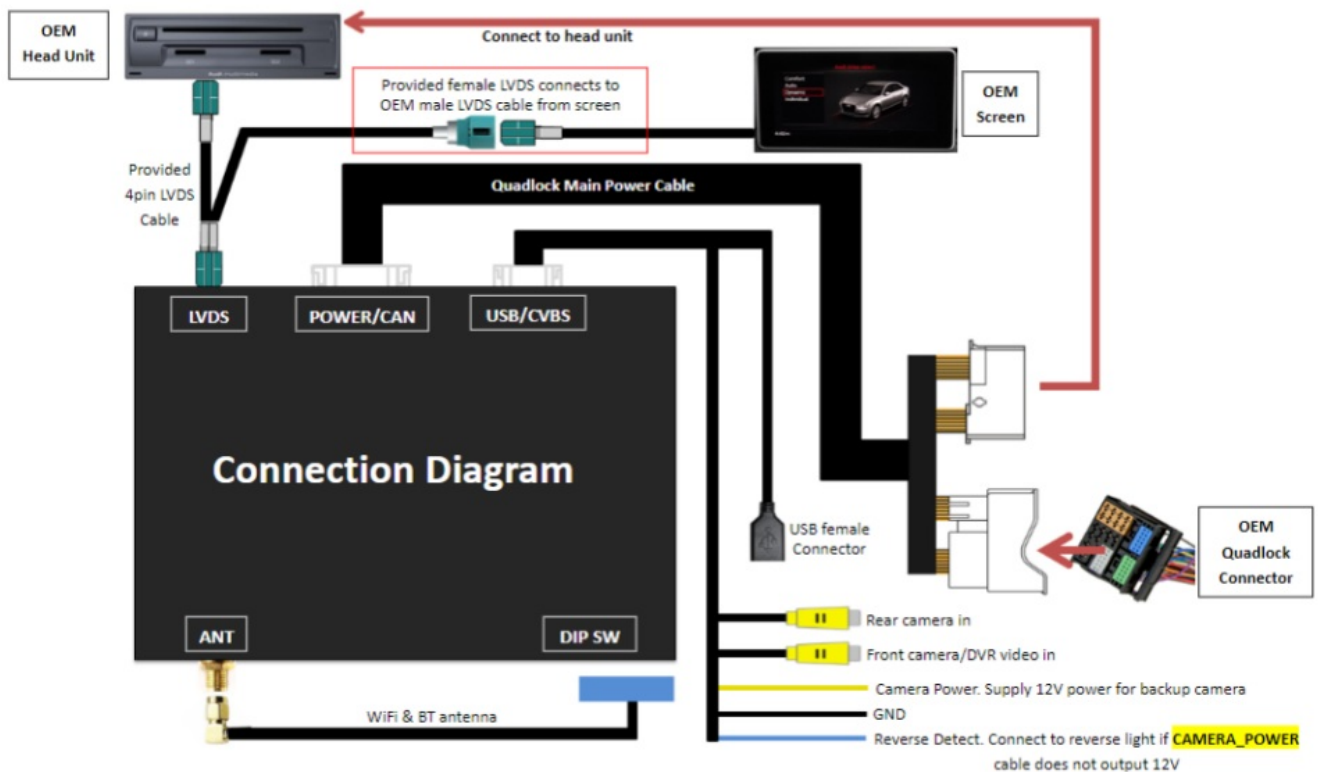 OEM
Head Unit
Connect to head unit
Provided female LVDS connects to
OEM male LVDS cable from screen
OEM
Screen
Provided
4pin LVDS
Cable
Quadlock Main Power Cable
LVDS
POWER/CAN
USB/CVBS
Connection Diagram
USB female
Connector
OEM
Quadlock
Connector
ANT
DIP SW
Rear camera in
Front camera/DVR video in
Camera Power. Supply 12V power for backup camera
GND
WiFi & BT antenna
Reverse Detect. Connect to reverse light if CAMERA_POWER
cable does not output 12V